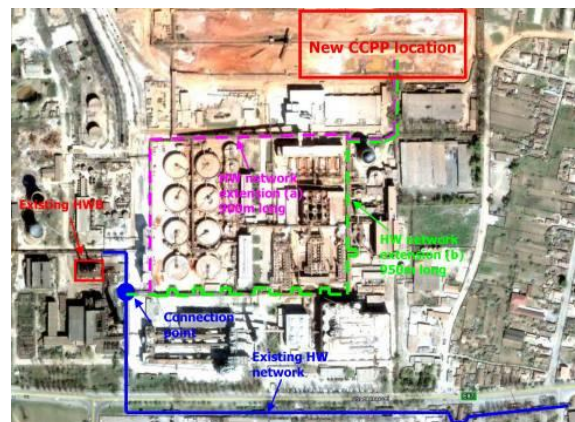 New CCPP location
HW network
extension (a)
900m long
Existing HWB
HW network
extension (b)
950m long
Connection
point
Existing HW
network